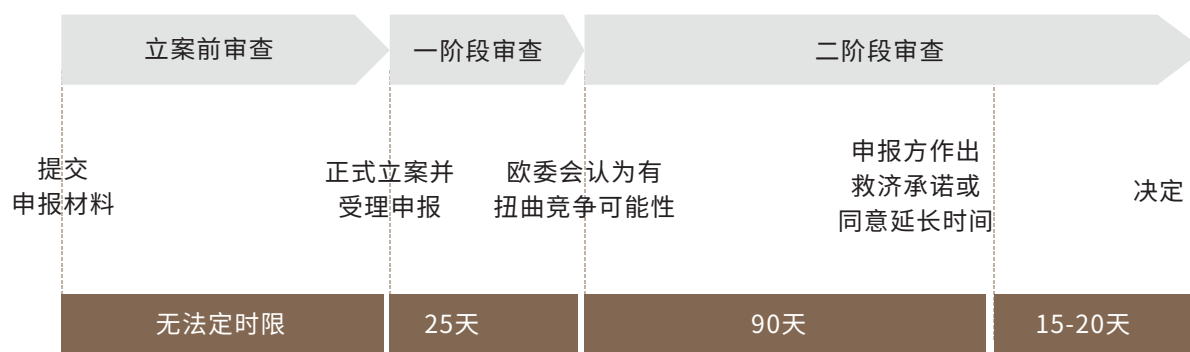 立案前审查
一阶段审查
二阶段审查
提交
申报材料
正式立案并
受理申报
欧委会认为有
扭曲竞争可能性
申报方作出
救济承诺或
同意延长时间
决定
无法定时限
25天
90天
15-20天